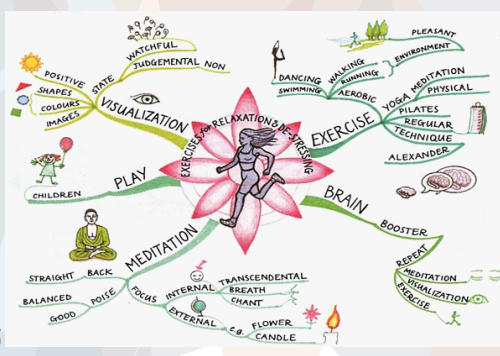 EXERCISES for RELAXATION & DE-STRESSING
VISUALIZATION
STATE
WATCHFUL
JUDGEMENTAL NON
POSITIVE
SHAPES
COLOURS
IMAGES
EXERCISE
DANCING
SWIMMING
AEROBIC
WALKING
RUNNING
PLEASANT
ENVIRONMENT
YOGA
MEDITATION
PHYSICAL
PILATES
REGULAR
TECHNIQUE
ALEXANDER
PLAY
CHILDREN
BRAIN
BOOSTER
REPEAT
MEDITATION
VISUALIZATION
EXERCISE
MEDITATION
STRAIGHT BACK
BALANCED
POISE
GOOD
FOCUS
INTERNAL
TRANSCENDENTAL
BREATH
CHANT
EXTERNAL
e.g.
FLOWER
CANDLE